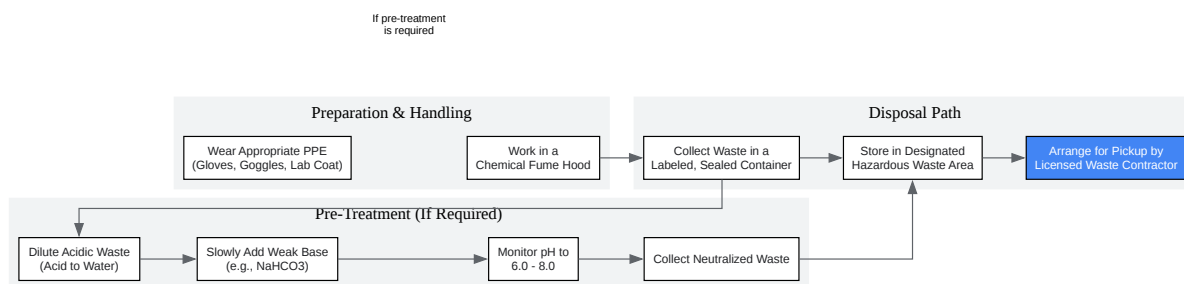 If pre-treatment
is required
Preparation & Handling
Wear Appropriate PPE
(Gloves, Goggles, Lab Coat)
Work in a
Chemical Fume Hood
Disposal Path
Collect Waste in a
Labeled, Sealed Container
Store in Designated
Hazardous Waste Area
Arrange for Pickup by
Licensed Waste Contractor
Pre-Treatment (If Required)
Dilute Acidic Waste
(Acid to Water)
Slowly Add Weak Base
(e.g., NaHCO3)
Monitor pH to
6.0 - 8.0
Collect Neutralized Waste